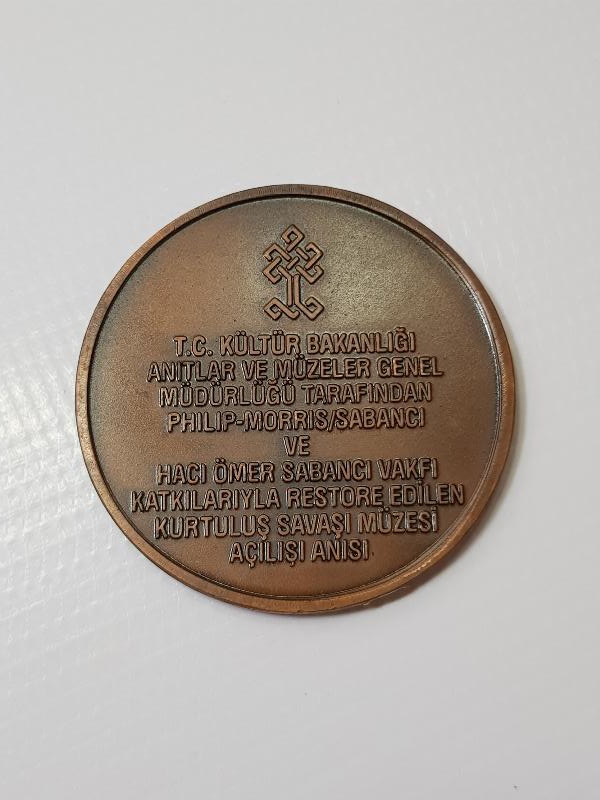 T.C. KÜLTÜR BAKANLIĞI
ANITLAR VE MÜZELER GENEL
MÜDÜRLÜĞÜ TARAFINDAN
PHILIP-MORRIS/SABANCI
VE
HACI ÖMER SABANCI VAKFI
KATKILARIYLA RESTORE EDİLEN
KURTULUŞ SAVAŞI MÜZESİ
AÇILIŞI ANISI